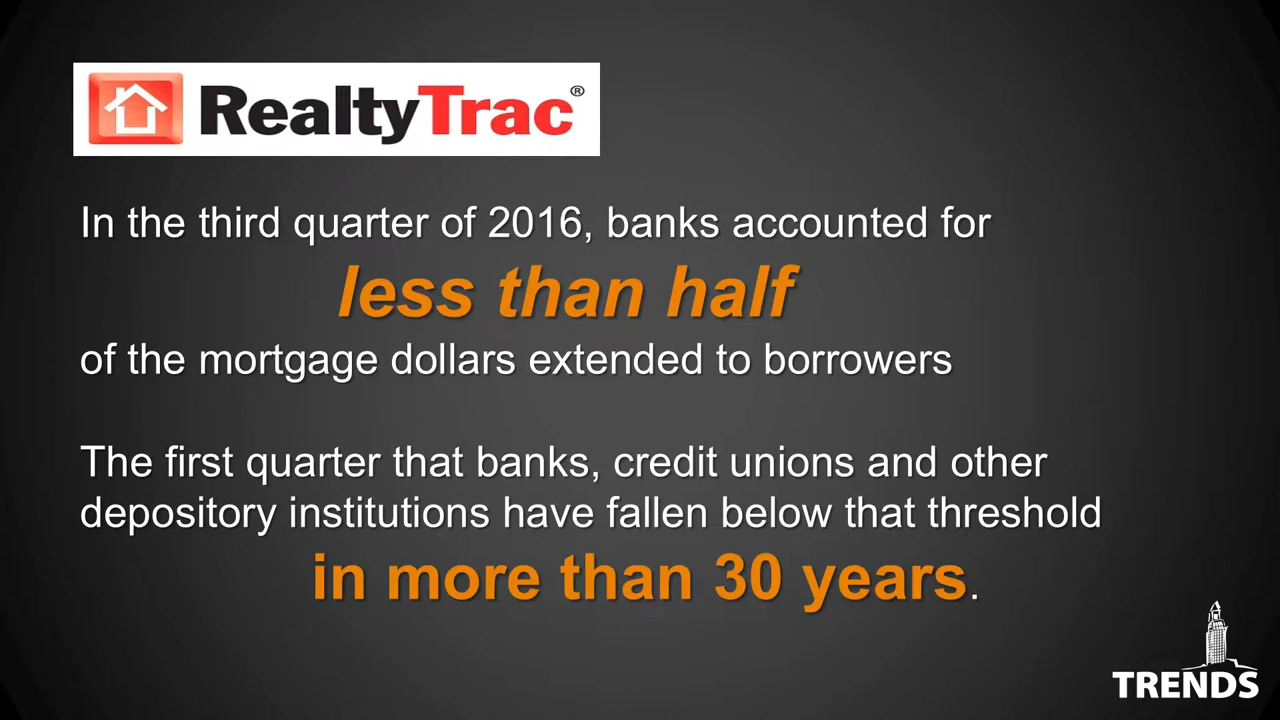 RealtyTrac®
In the third quarter of 2016, banks accounted for
less than half
of the mortgage dollars extended to borrowers
The first quarter that banks, credit unions and other
depository institutions have fallen below that threshold
in more than 30 years.
TRENDS